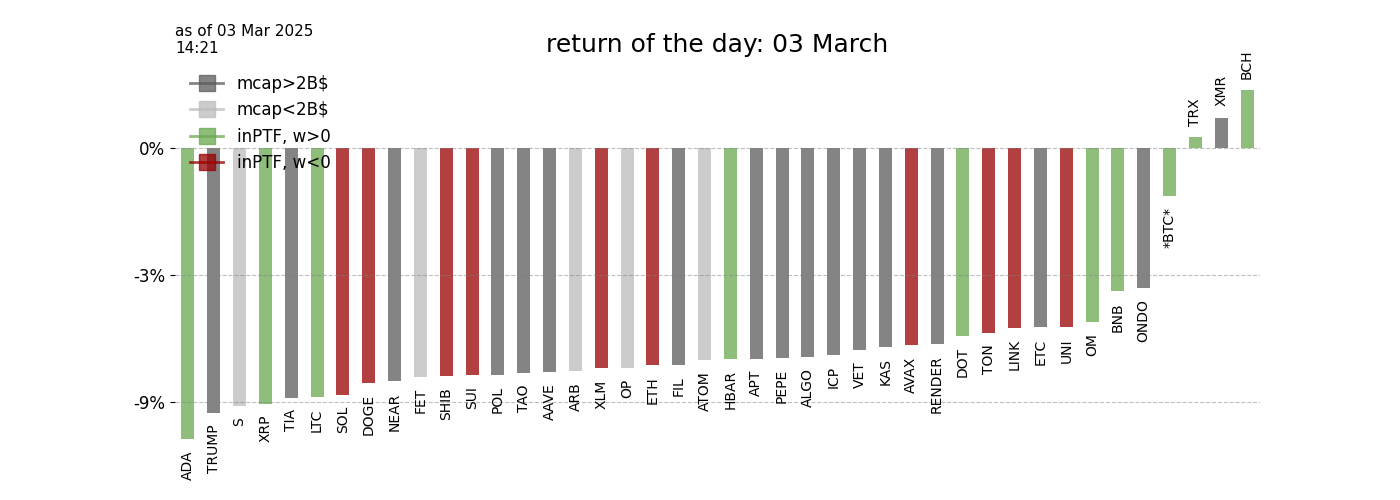 as of 03 Mar 2025
14:21
return of the day: 03 March
mcap>2B$
mcap<2B$
inPTF, w>0
inPTF, w<0
0%
-3%
-9%
ADA
TRUMP
S
XRP
TIA
LTC
SOL
DOGE
NEAR
FET
SHIB
SUI
POL
TAO
AAVE
ARB
XLM
OP
ETH
FIL
ATOM
HBAR
APT
PEPE
ALGO
ICP
VET
KAS
AVAX
RENDER
DOT
TON
LINK
ETC
UNI
OM
BNB
ONDO
*BTC*
TRX
XMR
BCH